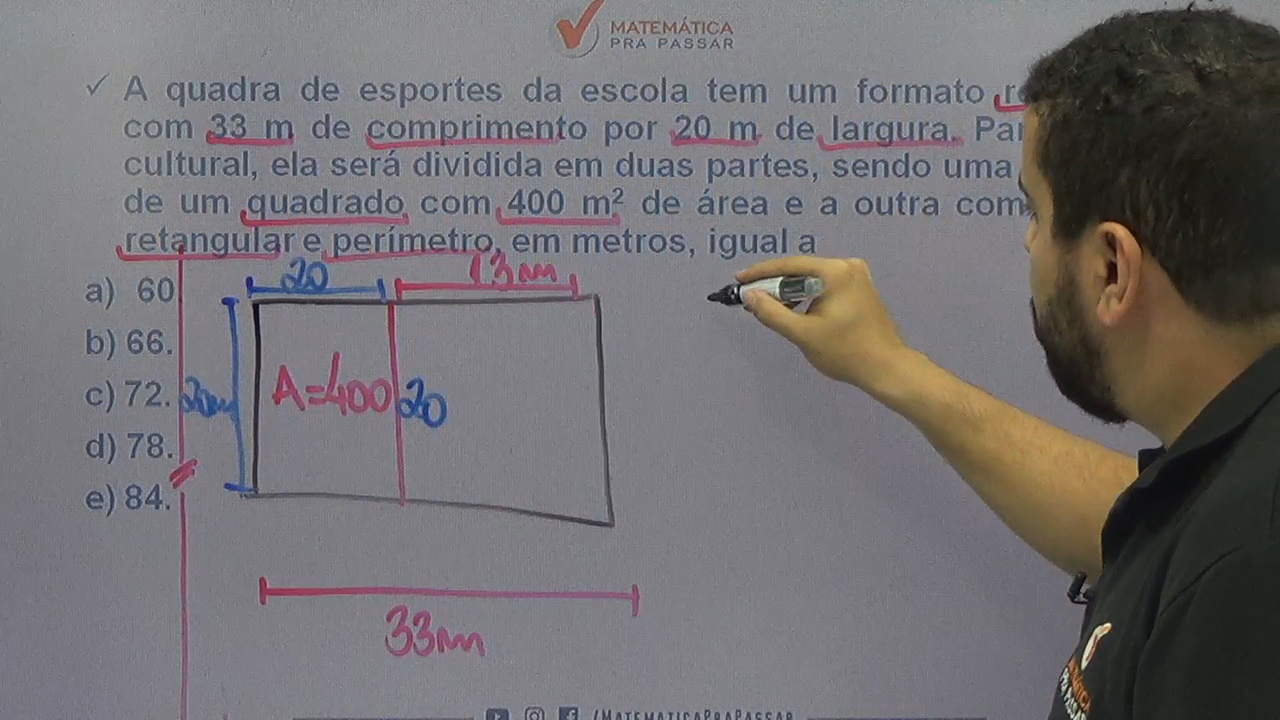 MATEMÁTICA
PRA PASSAR
✓ A quadra de esportes da escola tem um formato
com 33 m de comprimento por 20 m de largura.
cultural, ela será dividida em duas partes, sendo uma
de um quadrado com 400 m² de área e a outra com
retangular e perímetro, em metros, igual a
a) 60
b) 66.
c) 72.
d) 78.
e) 84.
20
13m
20m
A=400
20
33m
/MATEMATICAPRAPASSAR